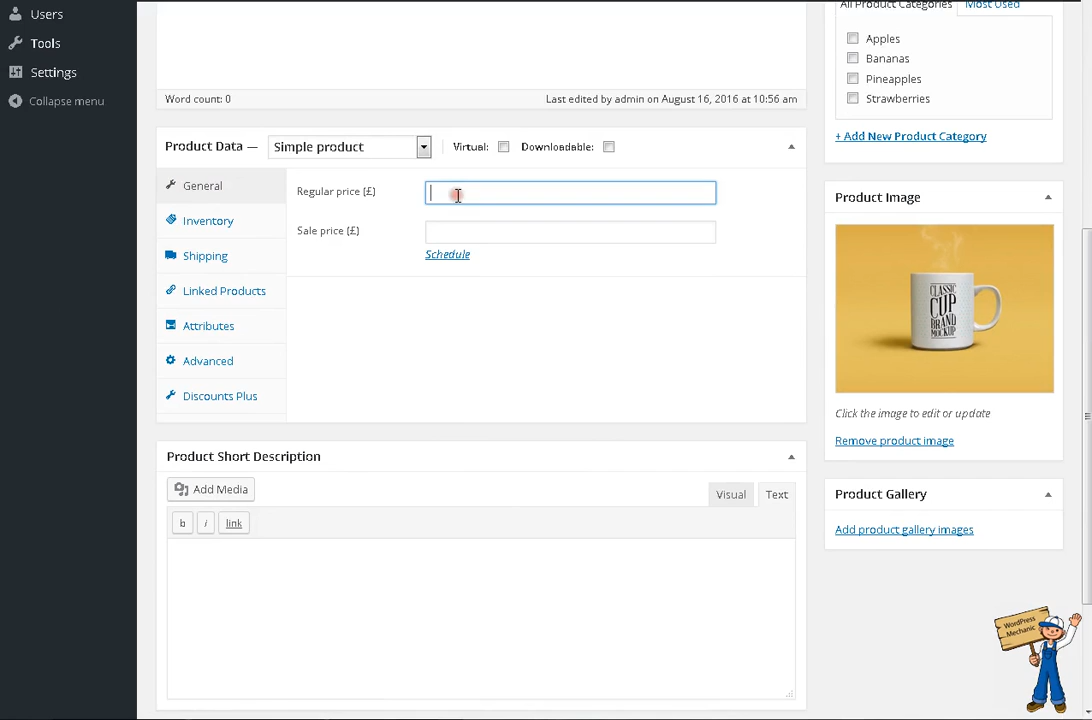 Users
Tools
Settings
Collapse menu
Word count: 0
Last edited by admin on August 16, 2016 at 10:56 am
Product Data — Simple product Virtual: Downloadable:
General
Inventory
Shipping
Linked Products
Attributes
Advanced
Discounts Plus
Regular price (£)
Sale price (£)
Schedule
Product Short Description
Add Media
Visual Text
b i link
All Product Categories Most Used
Apples
Bananas
Pineapples
Strawberries
+ Add New Product Category
Product Image
CLASSIC
CUP
BRAND
MOCKUP
Click the image to edit or update
Remove product image
Product Gallery
Add product gallery images
WordPress
Mechanic